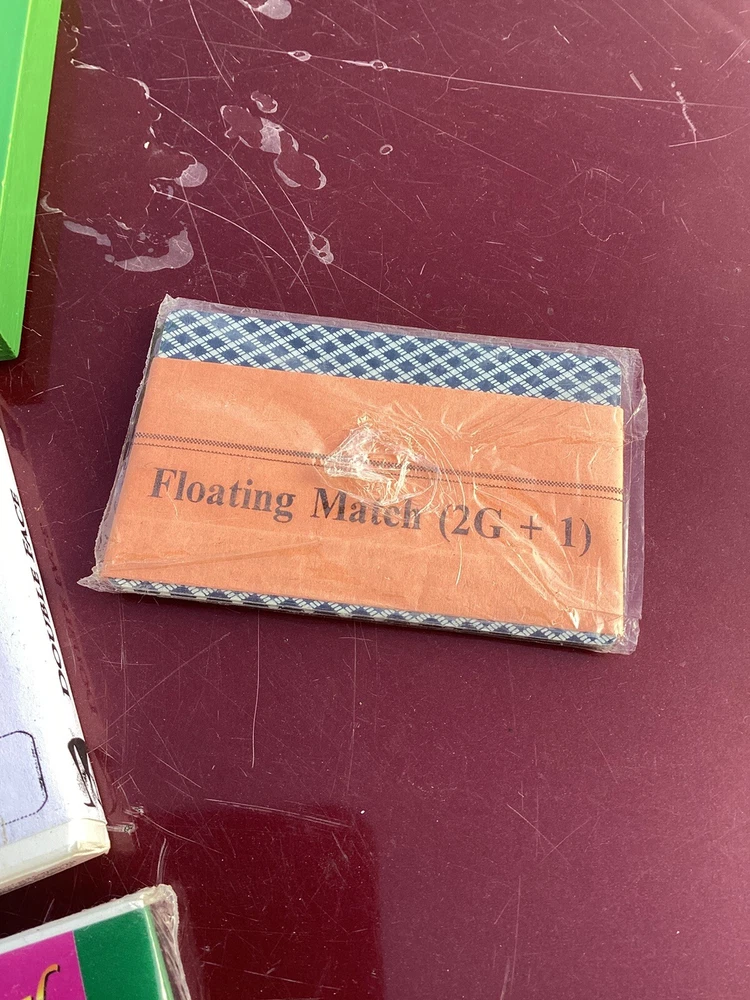 Floating Match (2G + 1)
DOUBLE FACE